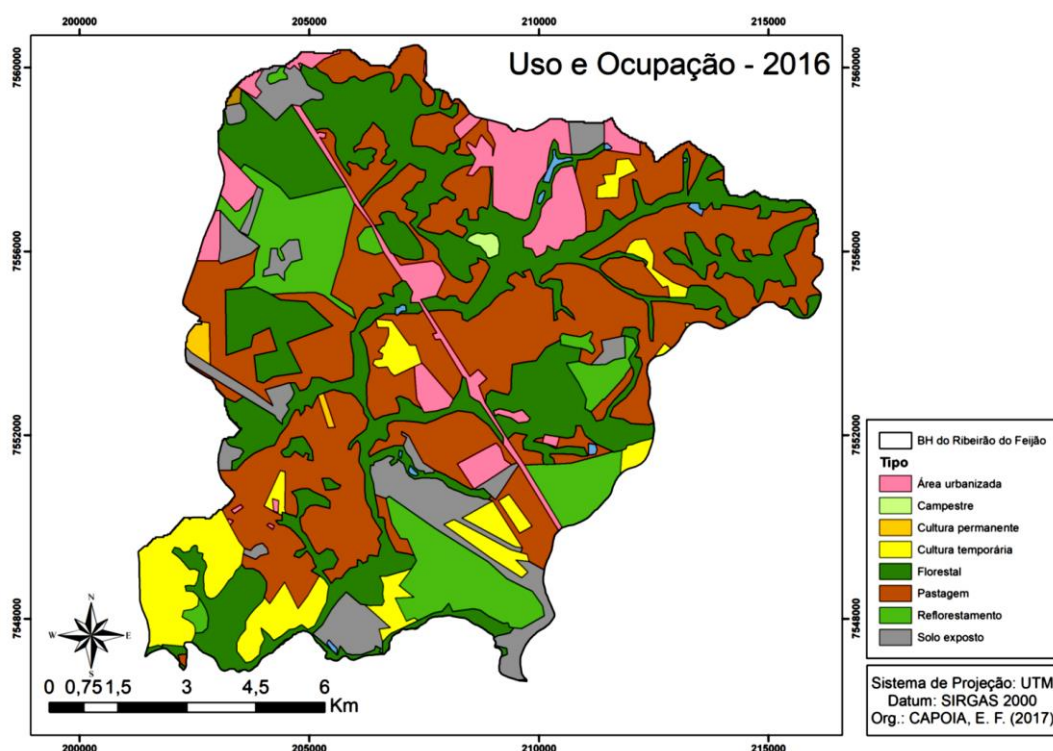 200000 205000 210000 215000
Uso e Ocupação - 2016
7560000 7560000
7556000 7556000
7552000 7552000
7548000 7548000
BH do Ribeirão do Feijão
Tipo
Área urbanizada
Campestre
Cultura permanente
Cultura temporária
Florestal
Pastagem
Reflorestamento
Solo exposto
N
W E
S
0 0,75 1,5 3 4,5 6
Km
Sistema de Projeção: UTM
Datum: SIRGAS 2000
Org.: CAPOIA, E. F. (2017)
200000 205000 210000 215000